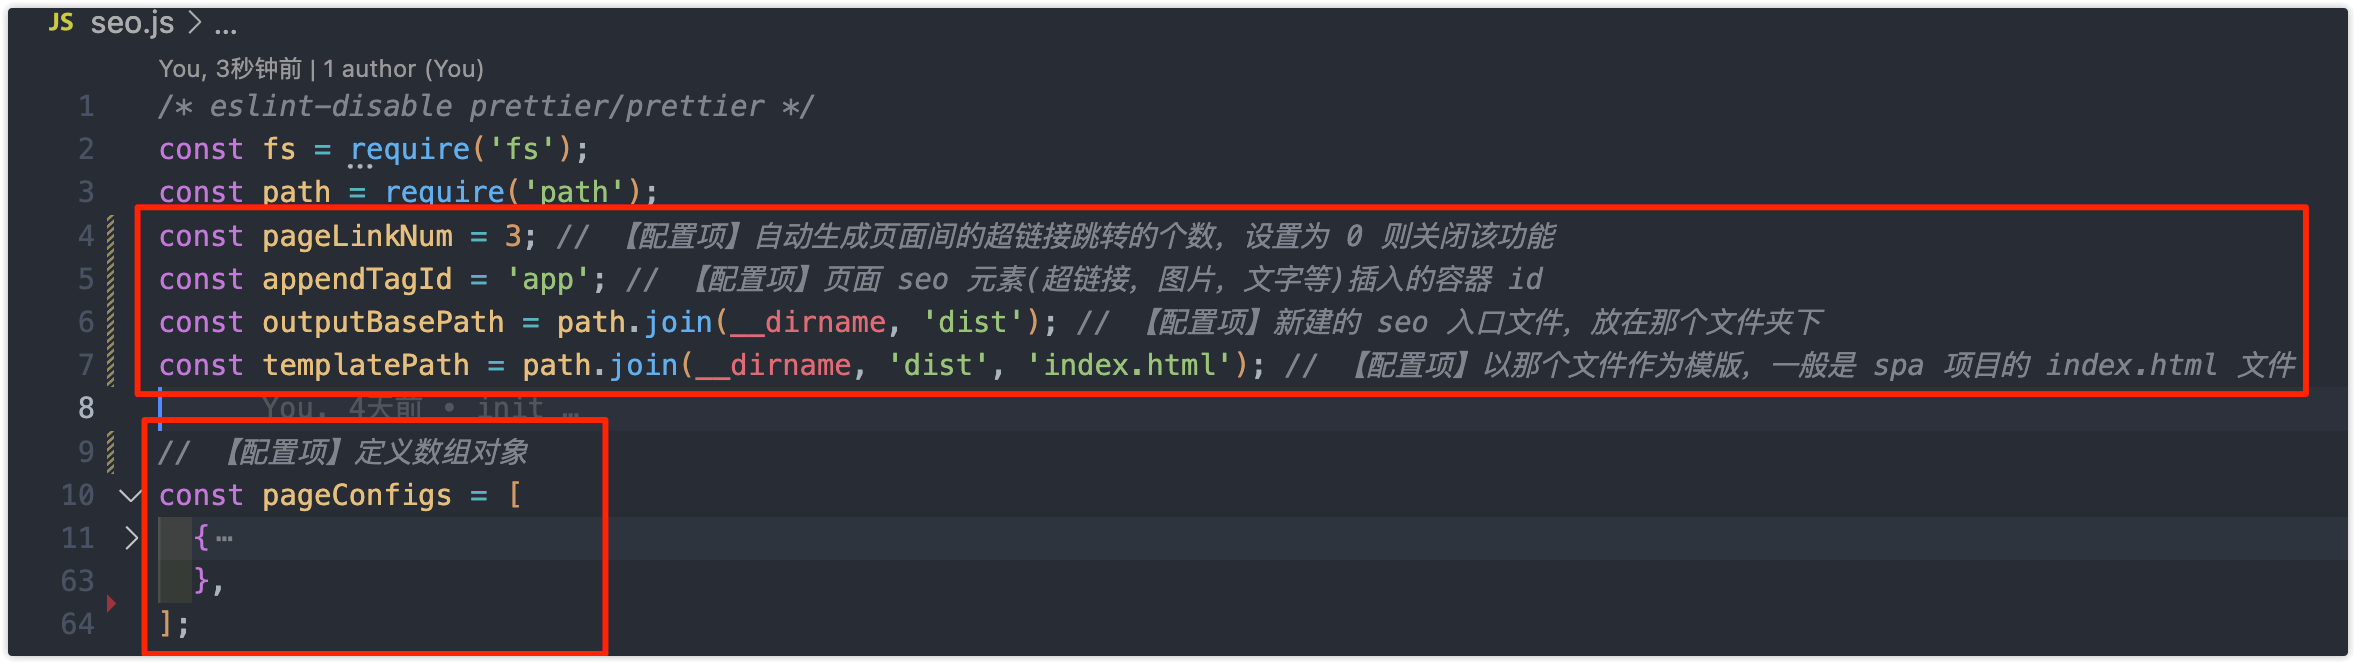 JS seo.js > ...
You, 3秒钟前 | 1 author (You)
1 /* eslint-disable prettier/prettier */
2 const fs = require('fs');
3 const path = require('path');
4 const pageLinkNum = 3; // 【配置项】自动生成页面间的超链接跳转的个数，设置为 0 则关闭该功能
5 const appendTagId = 'app'; // 【配置项】页面 seo 元素(超链接，图片，文字等)插入的容器 id
6 const outputBasePath = path.join(__dirname, 'dist'); // 【配置项】新建的 seo 入口文件，放在那个文件夹下
7 const templatePath = path.join(__dirname, 'dist', 'index.html'); // 【配置项】以那个文件作为模版，一般是 spa 项目的 index.html 文件
8 You, 4天前 • init …
9 // 【配置项】定义数组对象
10 const pageConfigs = [
11 { …
63 },
64 ];